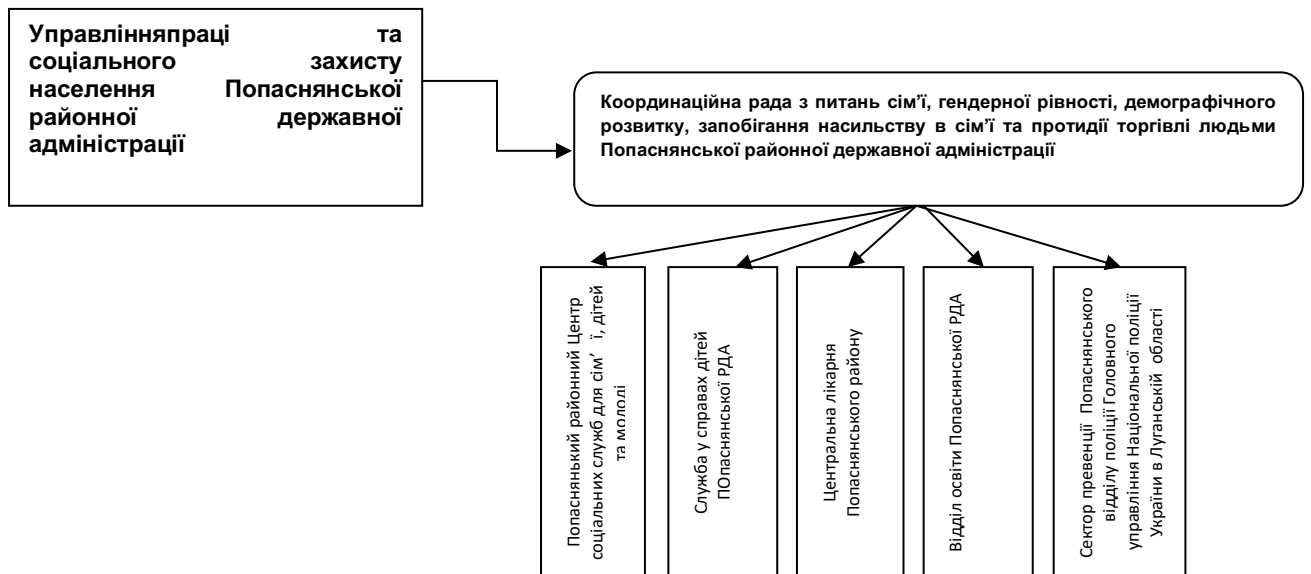 Управлінняпраці та
соціального захисту
населення Попаснянської
районної державної
адміністрації
Координаційна рада з питань сім’ї, гендерної рівності, демографічного
розвитку, запобігання насильству в сім’ї та протидії торгівлі людьми
Попаснянської районної державної адміністрації
Попаснянький районний Центр
соціальних служб для сім’ ї, дітей
та молоді
Служба у справах дітей
ПОпаснянської РДА
Центральна лікарня
Попаснянського району
Відділ освіти Попаснянської РДА
Сектор превенції Попаснянського
відділу поліції Головного
управління Національної поліції
України в Луганській області